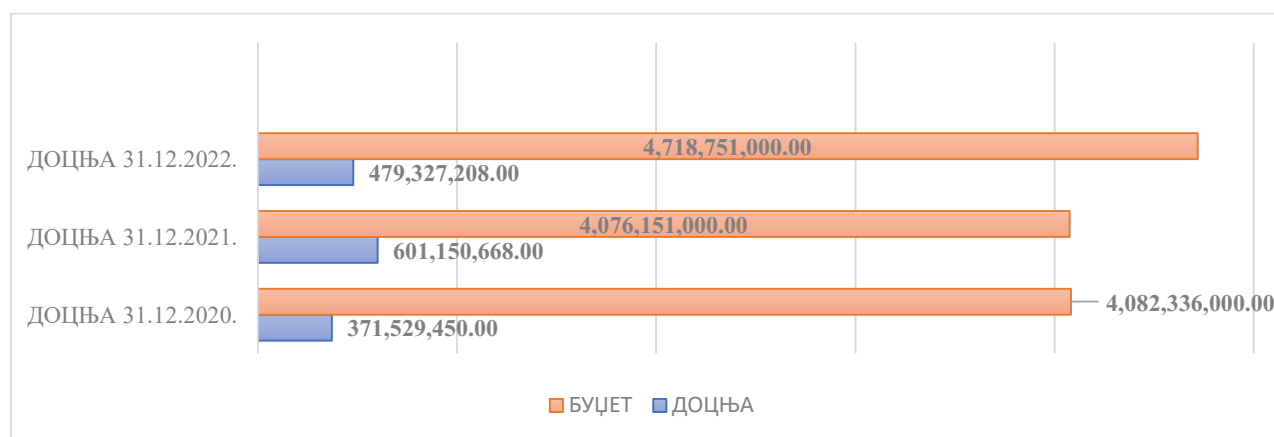 4,718,751,000.00
ДОЦЊА 31.12.2022.
479,327,208.00
4,076,151,000.00
ДОЦЊА 31.12.2021.
601,150,668.00
4,082,336,000.00
ДОЦЊА 31.12.2020.
371,529,450.00
БУЏЕТ ДОЦЊА